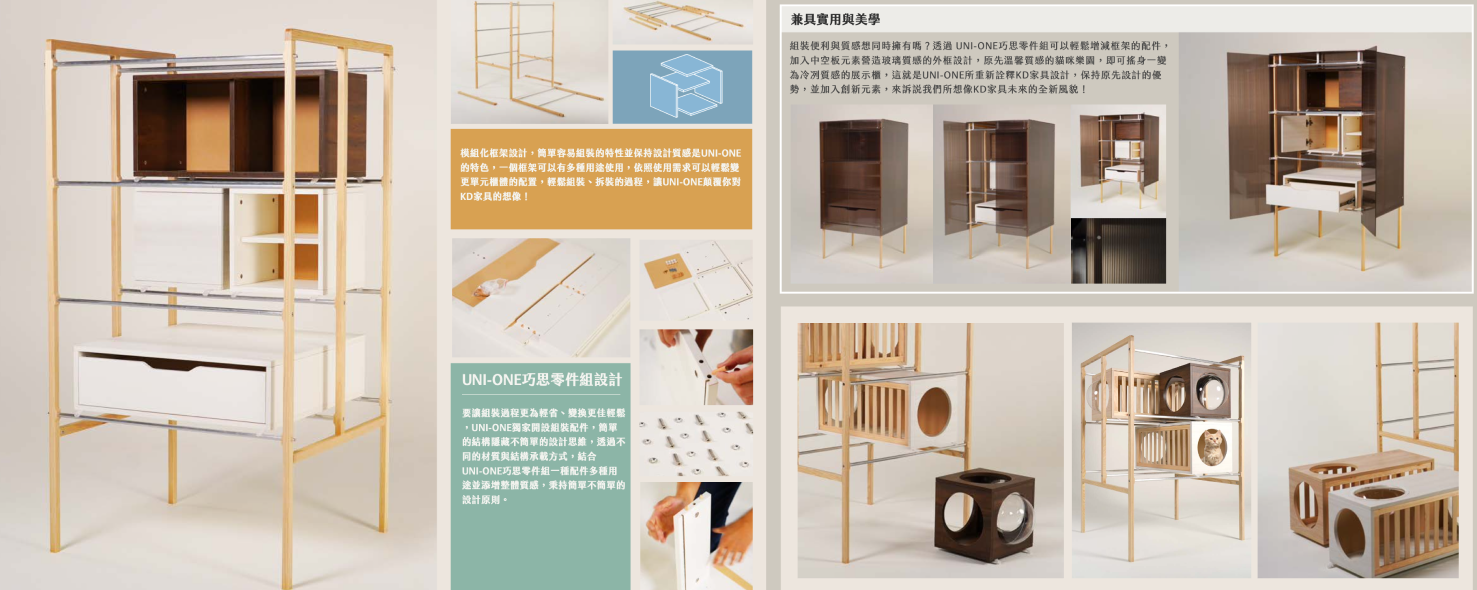 模組化框架設計，簡單容易組裝的特性並保持設計質感是UNI-ONE
的特色，一個框架可以有多種用途使用，依照使用需求可以輕鬆變
更單元櫃體的配置，輕鬆組裝、拆裝的過程，讓UNI-ONE顛覆你對
KD家具的想像！
UNI-ONE巧思零件組設計
要讓組裝過程更為輕省、變換更佳輕鬆
，UNI-ONE獨家開設組裝配件，簡單
的結構隱藏不簡單的設計思維，透過不
同的材質與結構承載方式，結合
UNI-ONE巧思零件組一種配件多種用
途並添增整體質感，秉持簡單不簡單的
設計原則。
兼具實用與美學
組裝便利與質感想同時擁有嗎？透過 UNI-ONE巧思零件組可以輕鬆增減框架的配件，
加入中空板元素營造玻璃質感的外框設計，原先溫馨質感的貓咪樂園，即可搖身一變
為冷冽質感的展示櫃，這就是UNI-ONE所重新詮釋KD家具設計，保持原先設計的優
勢，並加入創新元素，來訴說我們所想像KD家具未來的全新風貌！